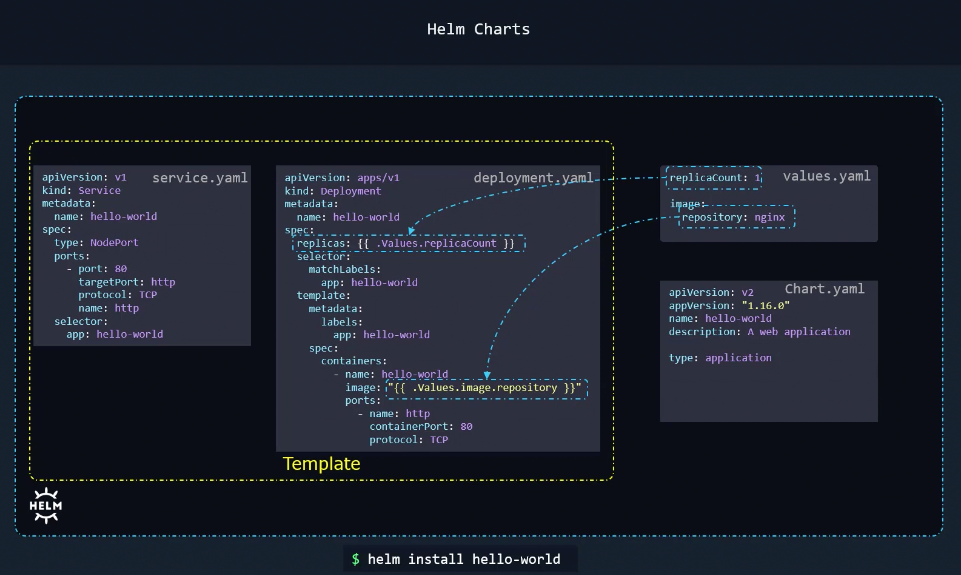 Helm Charts
service.yaml
apiVersion: v1
kind: Service
metadata:
  name: hello-world
spec:
  type: NodePort
  ports:
    - port: 80
      targetPort: http
      protocol: TCP
      name: http
  selector:
    app: hello-world
deployment.yaml
apiVersion: apps/v1
kind: Deployment
metadata:
  name: hello-world
spec:
  replicas: {{ .Values.replicaCount }}
  selector:
    matchLabels:
      app: hello-world
  template:
    metadata:
      labels:
        app: hello-world
    spec:
      containers:
        - name: hello-world
          image: "{{ .Values.image.repository }}"
          ports:
            - name: http
              containerPort: 80
              protocol: TCP
Template
values.yaml
replicaCount: 1
image:
  repository: nginx
Chart.yaml
apiVersion: v2
appVersion: "1.16.0"
name: hello-world
description: A web application
type: application
HELM
$ helm install hello-world